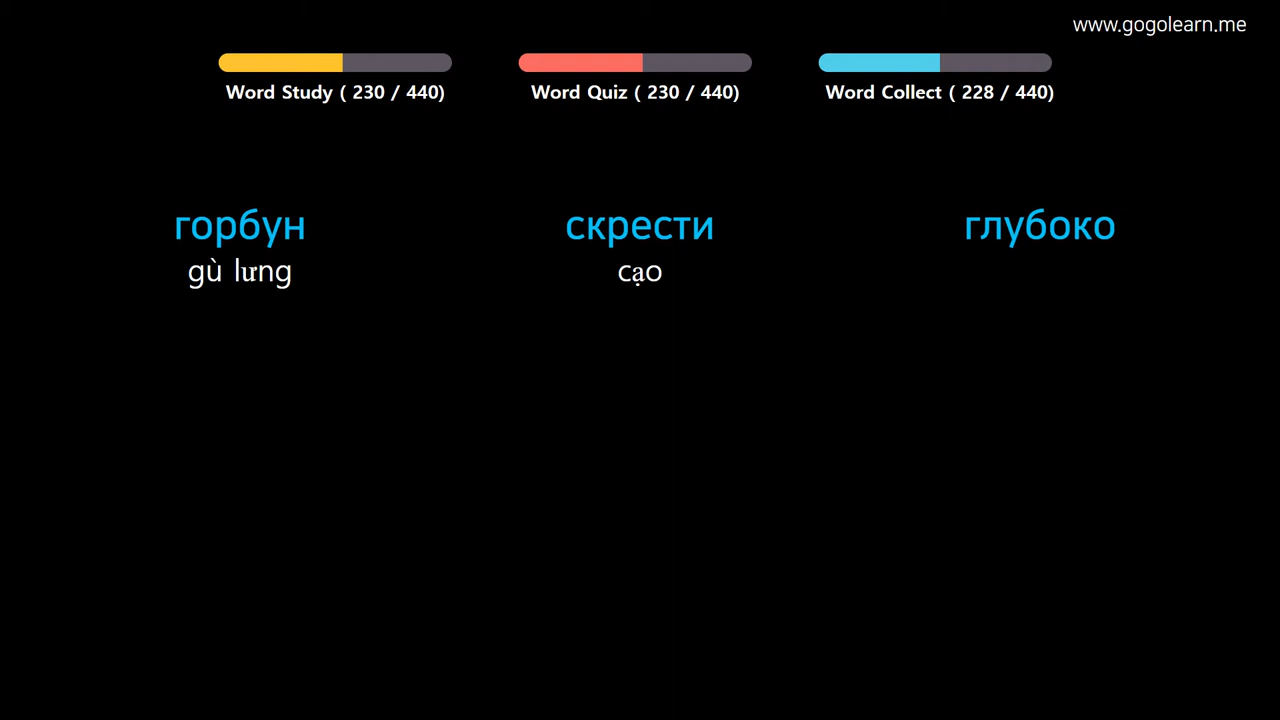 www.gogolearn.me
Word Study ( 230 / 440)
Word Quiz ( 230 / 440)
Word Collect ( 228 / 440)
горбун
скрести
глубоко
gù lưng
cạo